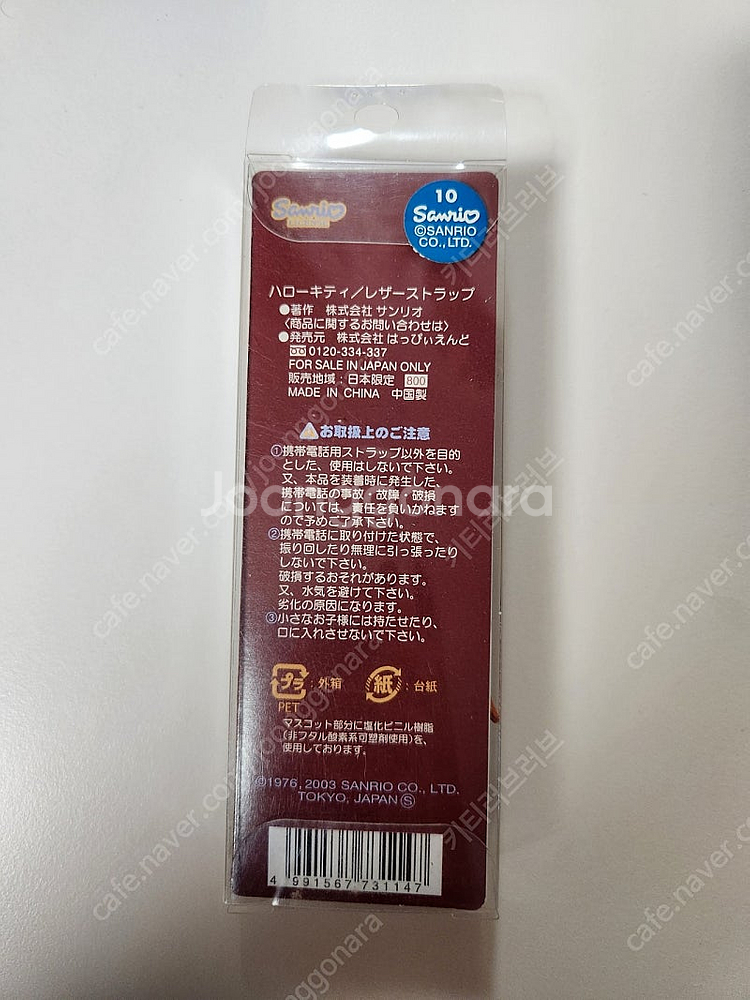 Sanrio
10
Sanrio
©SANRIO
CO.,LTD.
ハローキティ／レザーストラップ
●著作　株式会社 サンリオ
〈商品に関するお問い合わせは〉
●発売元　株式会社 はっぴぃえんど
0120-334-337
FOR SALE IN JAPAN ONLY
販売地域：日本限定 800
MADE IN CHINA　中国製
お取扱上のご注意
①携帯電話用ストラップ以外を目的
とした、使用はしないで下さい。
又、本品を装着時に発生した、
携帯電話の事故・故障・破損
については、責任を負いかねます
ので予めご了承下さい。
②携帯電話に取り付けた状態で、
振り回したり無理に引っ張ったり
しないで下さい。
破損するおそれがあります。
又、水気を避けて下さい。
劣化の原因になります。
③小さなお子様には持たせたり、
口に入れさせないで下さい。
プラ：外箱　紙：台紙
PET
マスコット部分に塩化ビニル樹脂
（非フタル酸素系可塑剤使用）を、
使用しております。
©1976, 2003 SANRIO CO., LTD.
TOKYO, JAPAN Ⓢ
4 991567 731147
Joonggonara
cafe.naver.com/joonggonara
키티러브러브